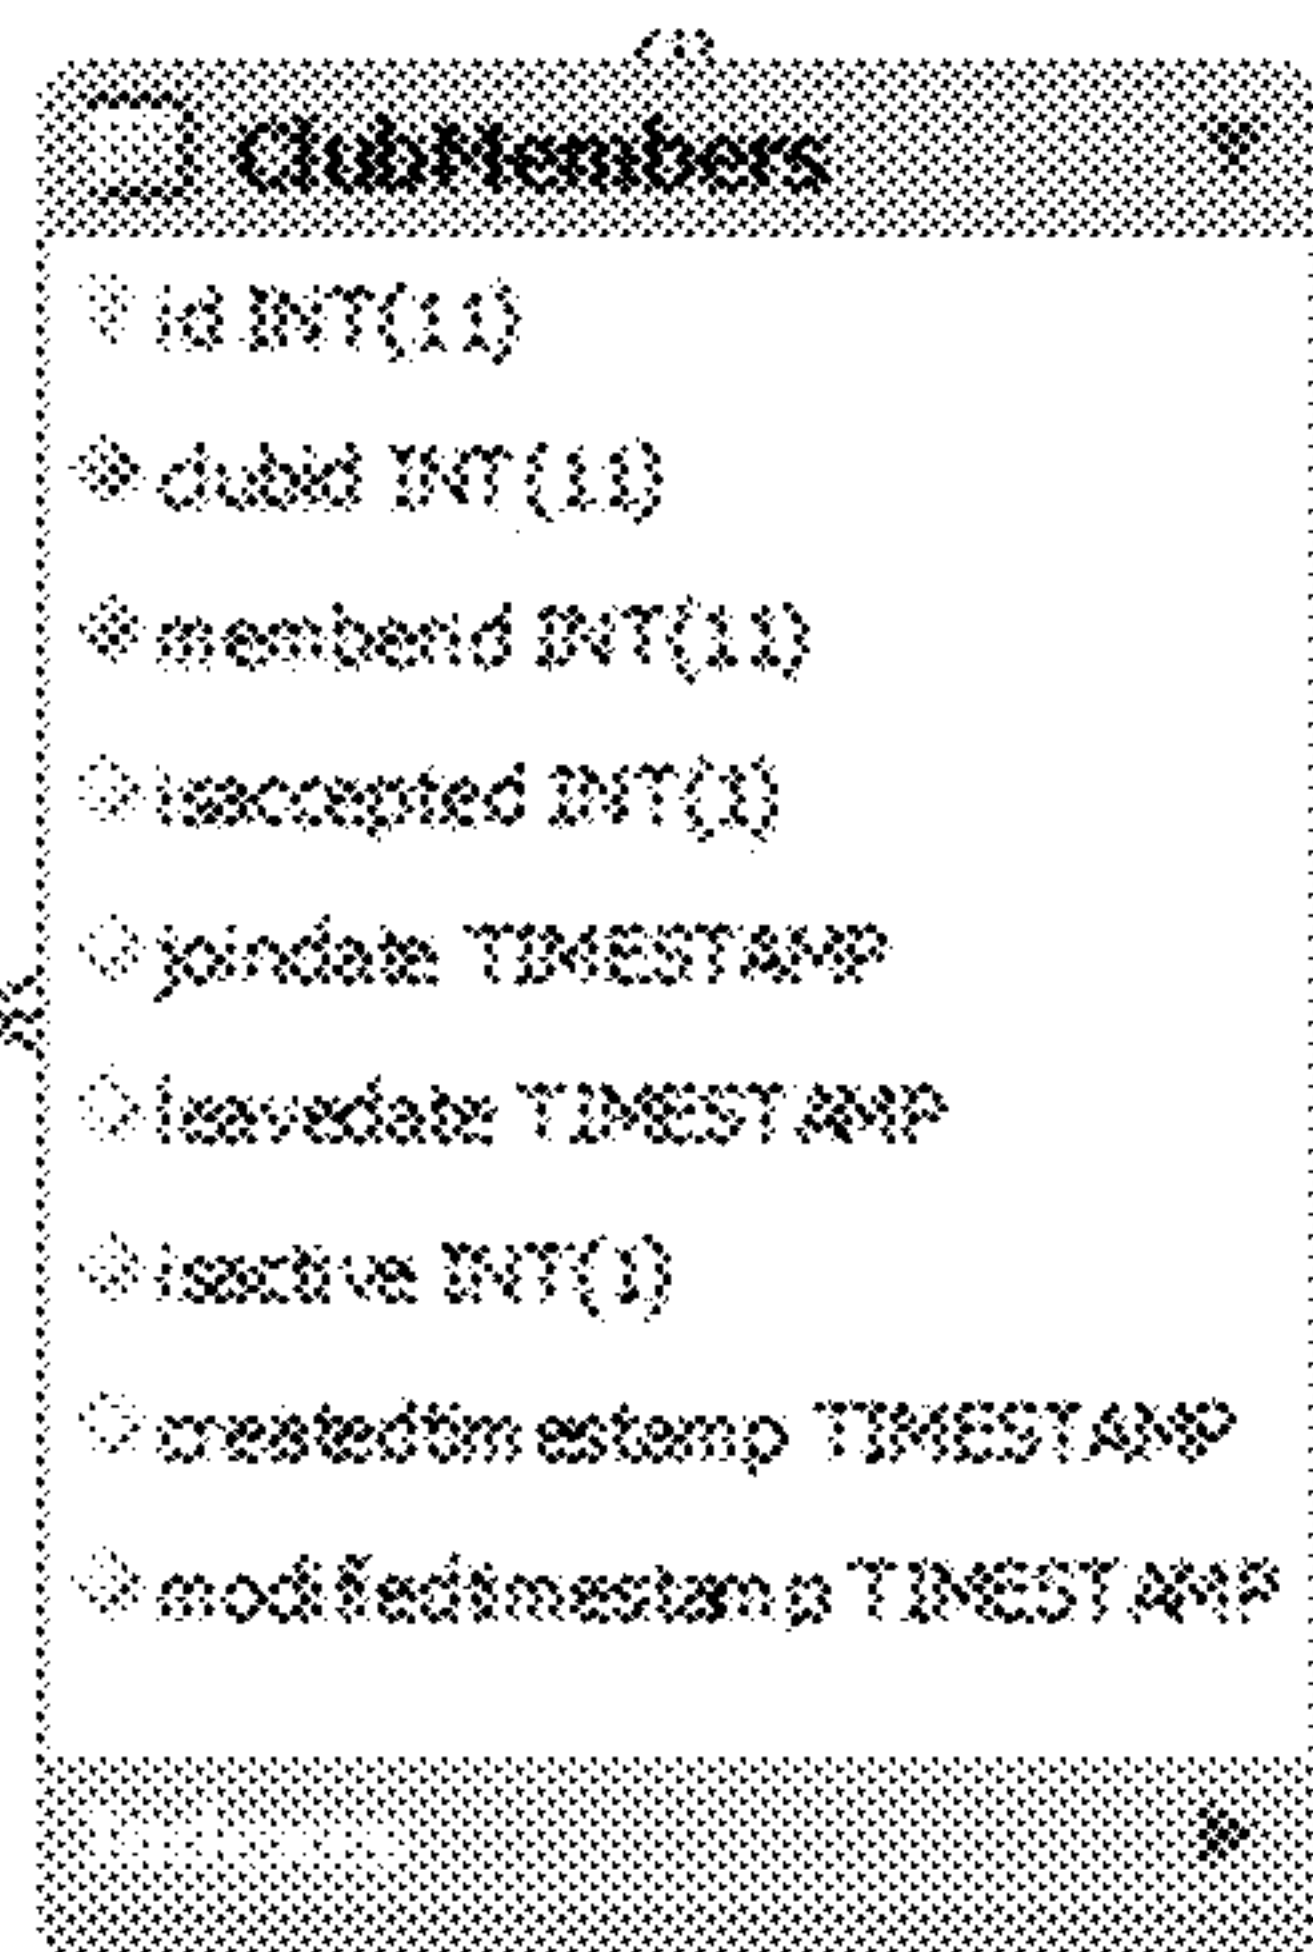 ClubMembers
id INT(11)
clubid INT(11)
memberid INT(11)
isaccepted INT(1)
joindate TIMESTAMP
leavedate TIMESTAMP
isactive INT(1)
createdtimestamp TIMESTAMP
modifiedtimestamp TIMESTAMP